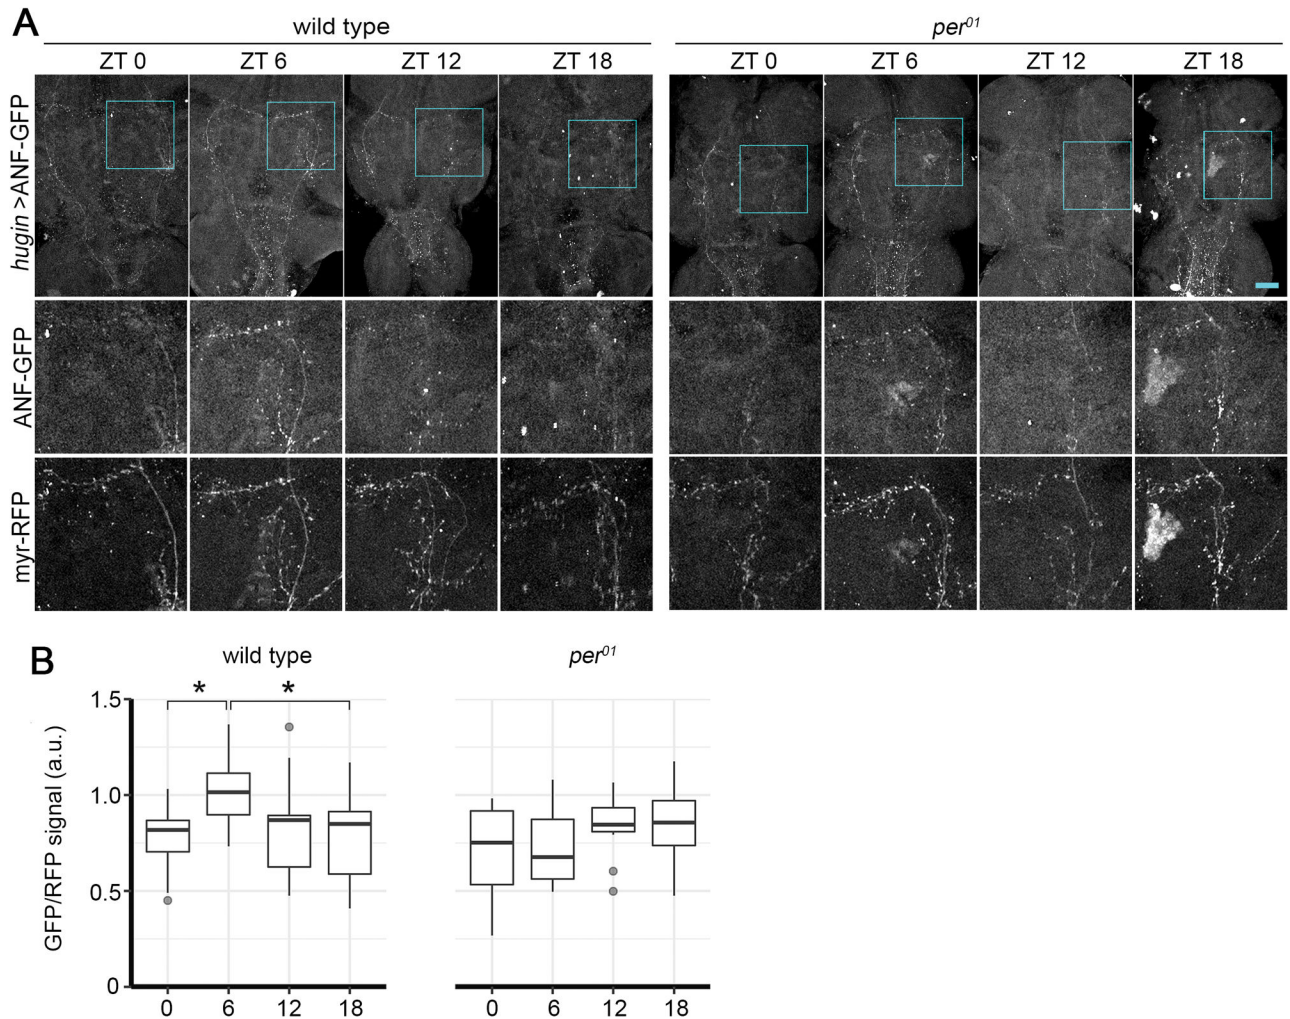 A
wild type
per01
ZT 0 ZT 6 ZT 12 ZT 18 ZT 0 ZT 6 ZT 12 ZT 18
hugin >ANF-GFP
ANF-GFP
myr-RFP
B
wild type
per01
* *
GFP/RFP signal (a.u.)
1.5
1.0
0.5
0
0 6 12 18 0 6 12 18